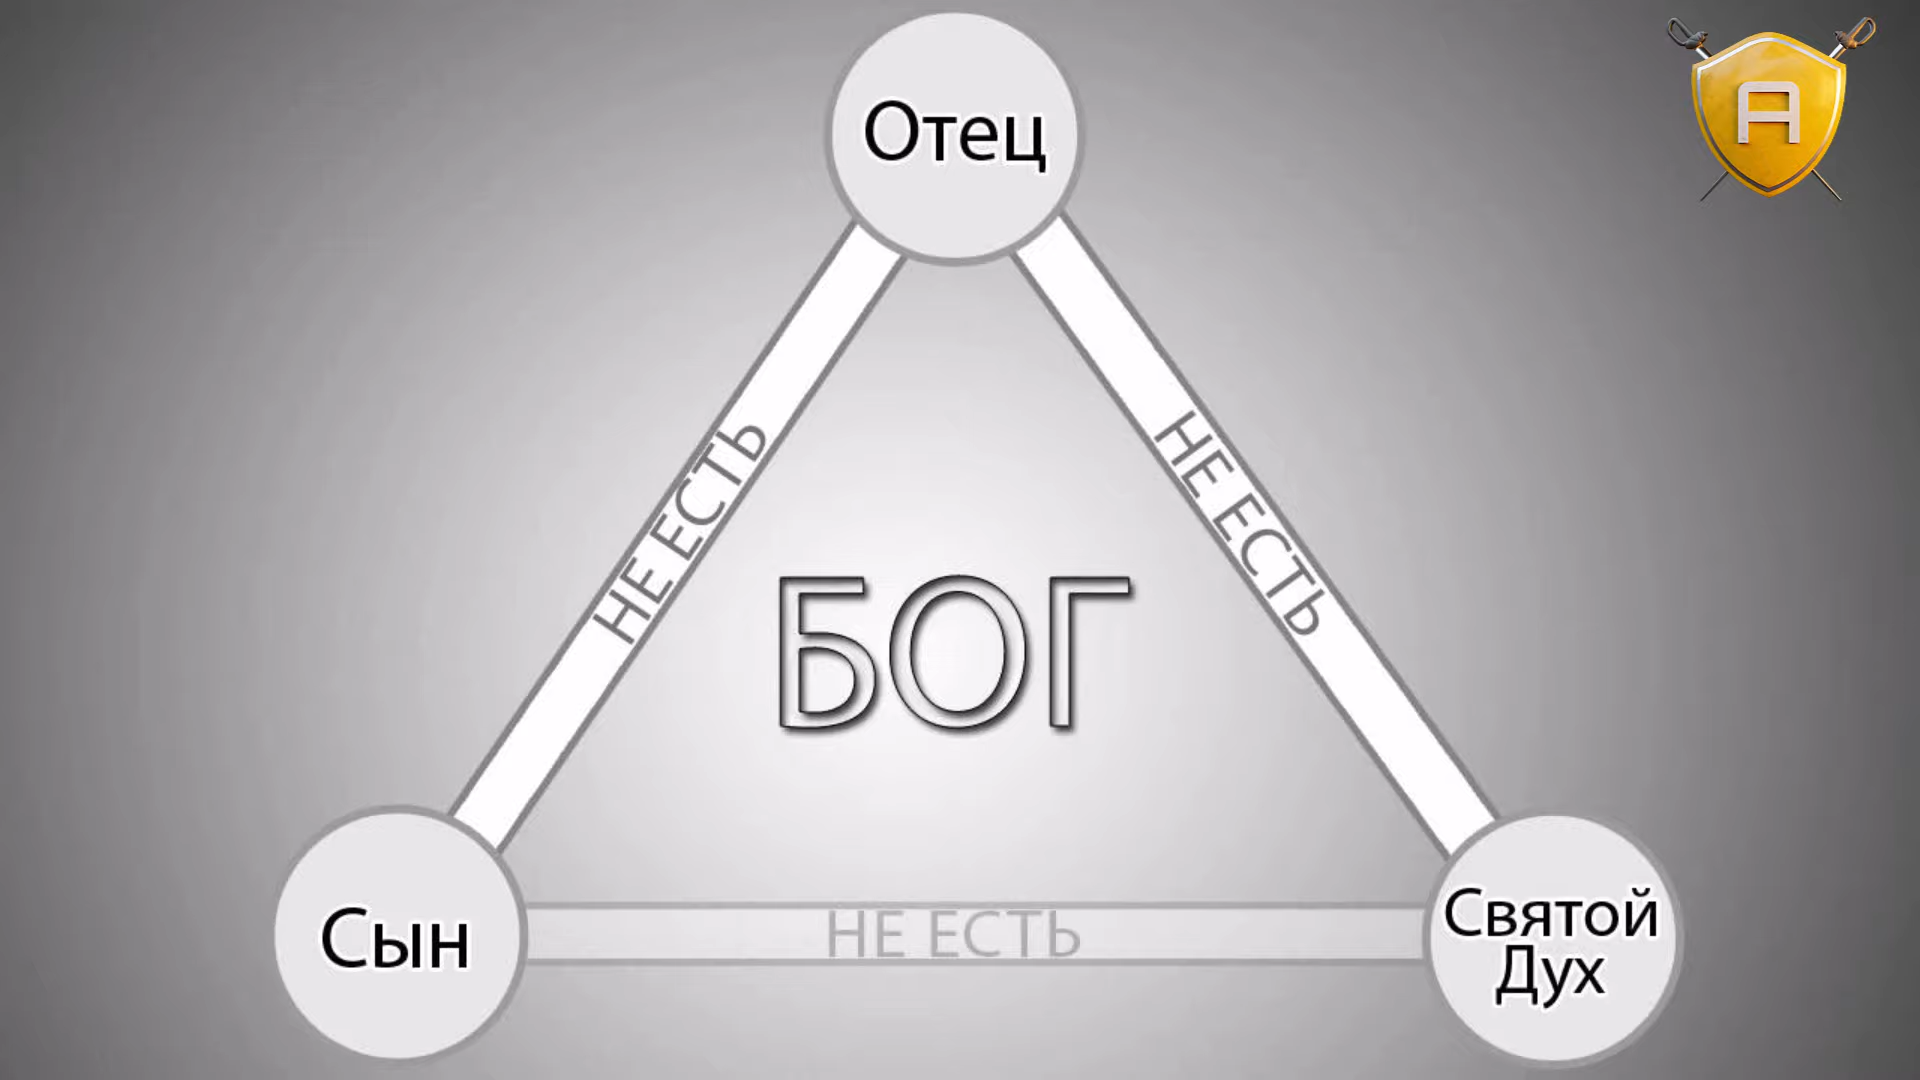 Отец
A
НЕ ЕСТЬ
НЕ ЕСТЬ
БОГ
Сын
НЕ ЕСТЬ
Святой
Дух